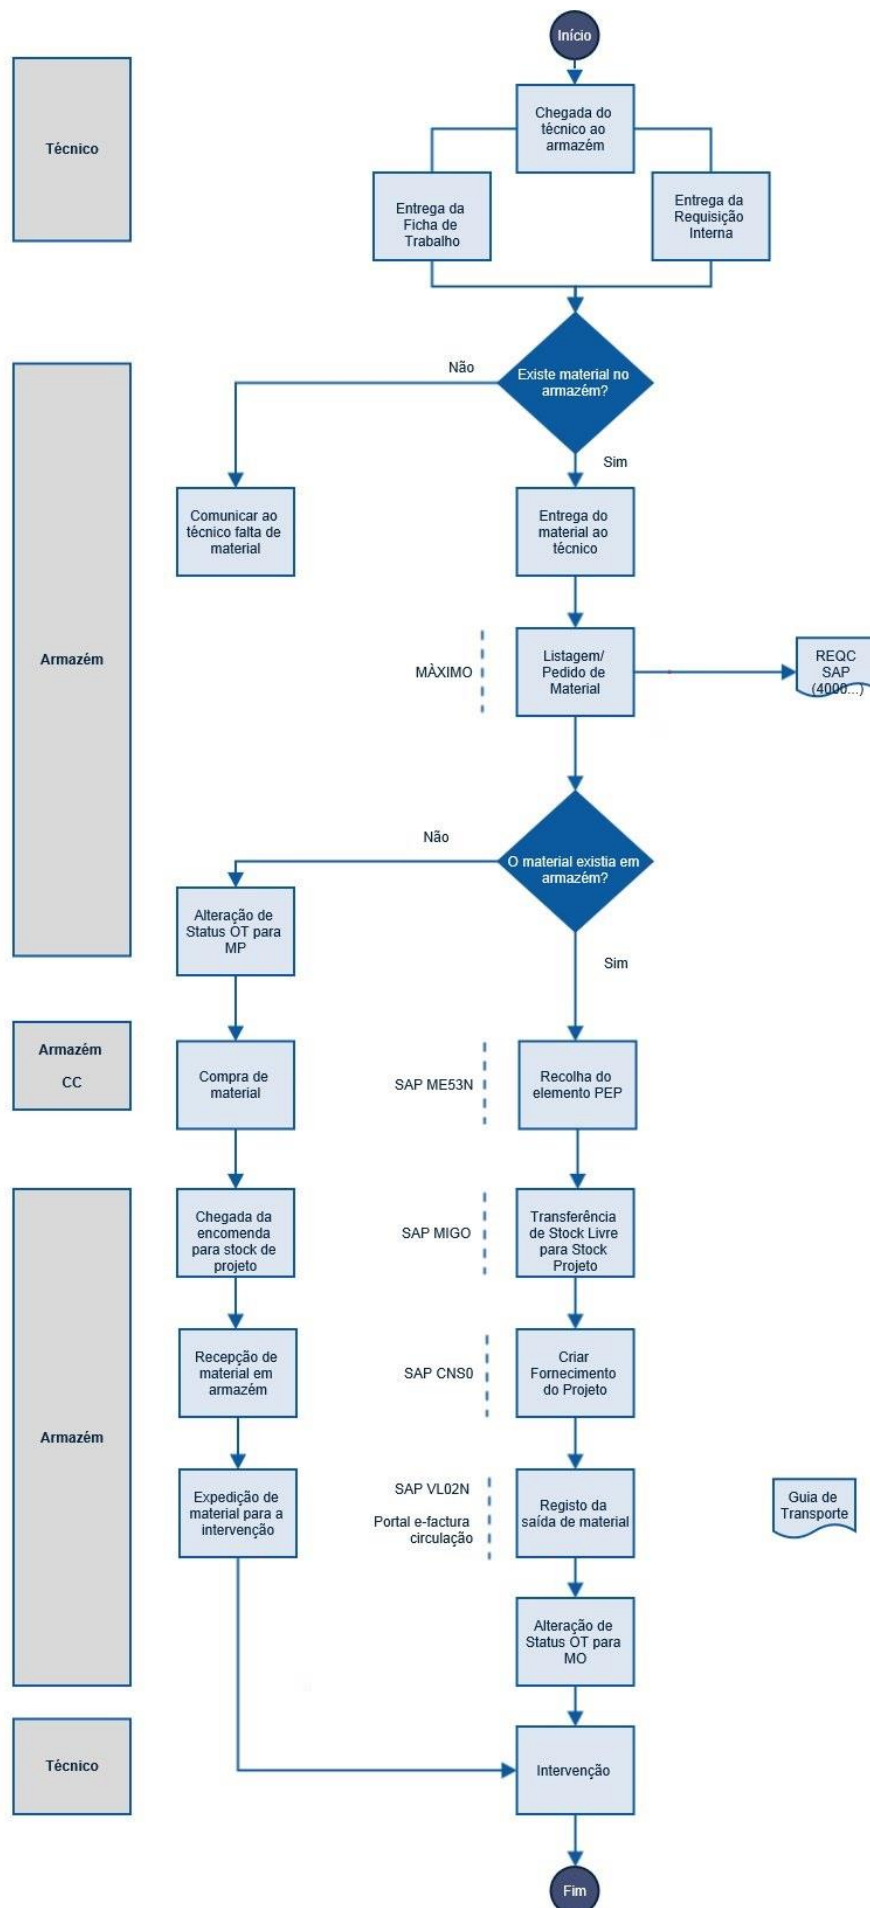 Início
Técnico
Chegada do
técnico ao
armazém
Entrega da
Ficha de
Trabalho
Entrega da
Requisição
Interna
Não
Existe material no
armazém?
Sim
Armazém
Comunicar ao
técnico falta de
material
Entrega do
material ao
técnico
MÀXIMO
Listagem/
Pedido de
Material
REQC
SAP
(4000...)
Não
O material existia em
armazém?
Alteração de
Status OT para
MP
Sim
Armazém
CC
Compra de
material
SAP ME53N
Recolha do
elemento PEP
Armazém
Chegada da
encomenda
para stock de
projeto
SAP MIGO
Transferência
de Stock Livre
para Stock
Projeto
Recepção de
material em
armazém
SAP CNS0
Criar
Fornecimento
do Projeto
Expedição de
material para a
intervenção
SAP VL02N
Portal e-factura
circulação
Registo da
saída de material
Guia de
Transporte
Alteração de
Status OT para
MO
Técnico
Intervenção
Fim